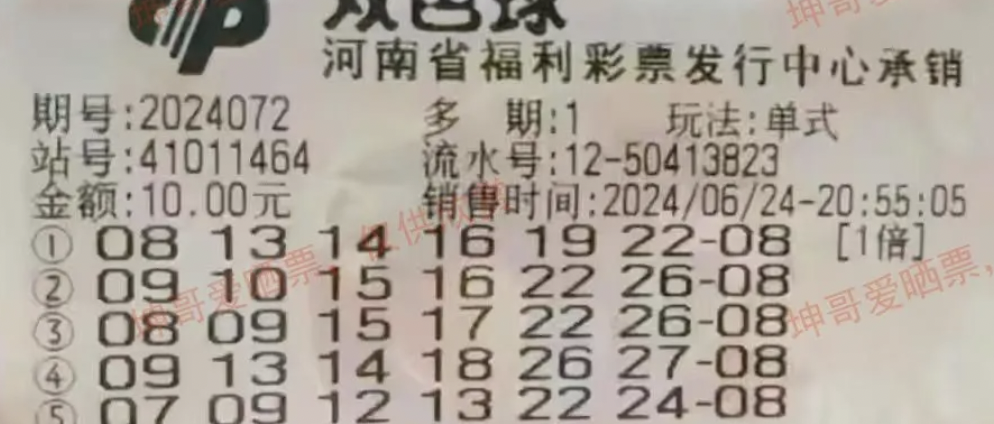 双色球
河南省福利彩票发行中心承销
期号:2024072 多 期:1 玩法:单式
站号:41011464 流水号:12-50413823
金额:10.00元 销售时间:2024/06/24-20:55:05
① 08 13 14 16 19 22-08 [1倍]
② 09 10 15 16 22 26-08
③ 08 09 15 17 22 26-08
④ 09 13 14 18 26 27-08
⑤ 07 09 12 13 22 24-08
坤哥爱晒票
坤哥爱晒票,